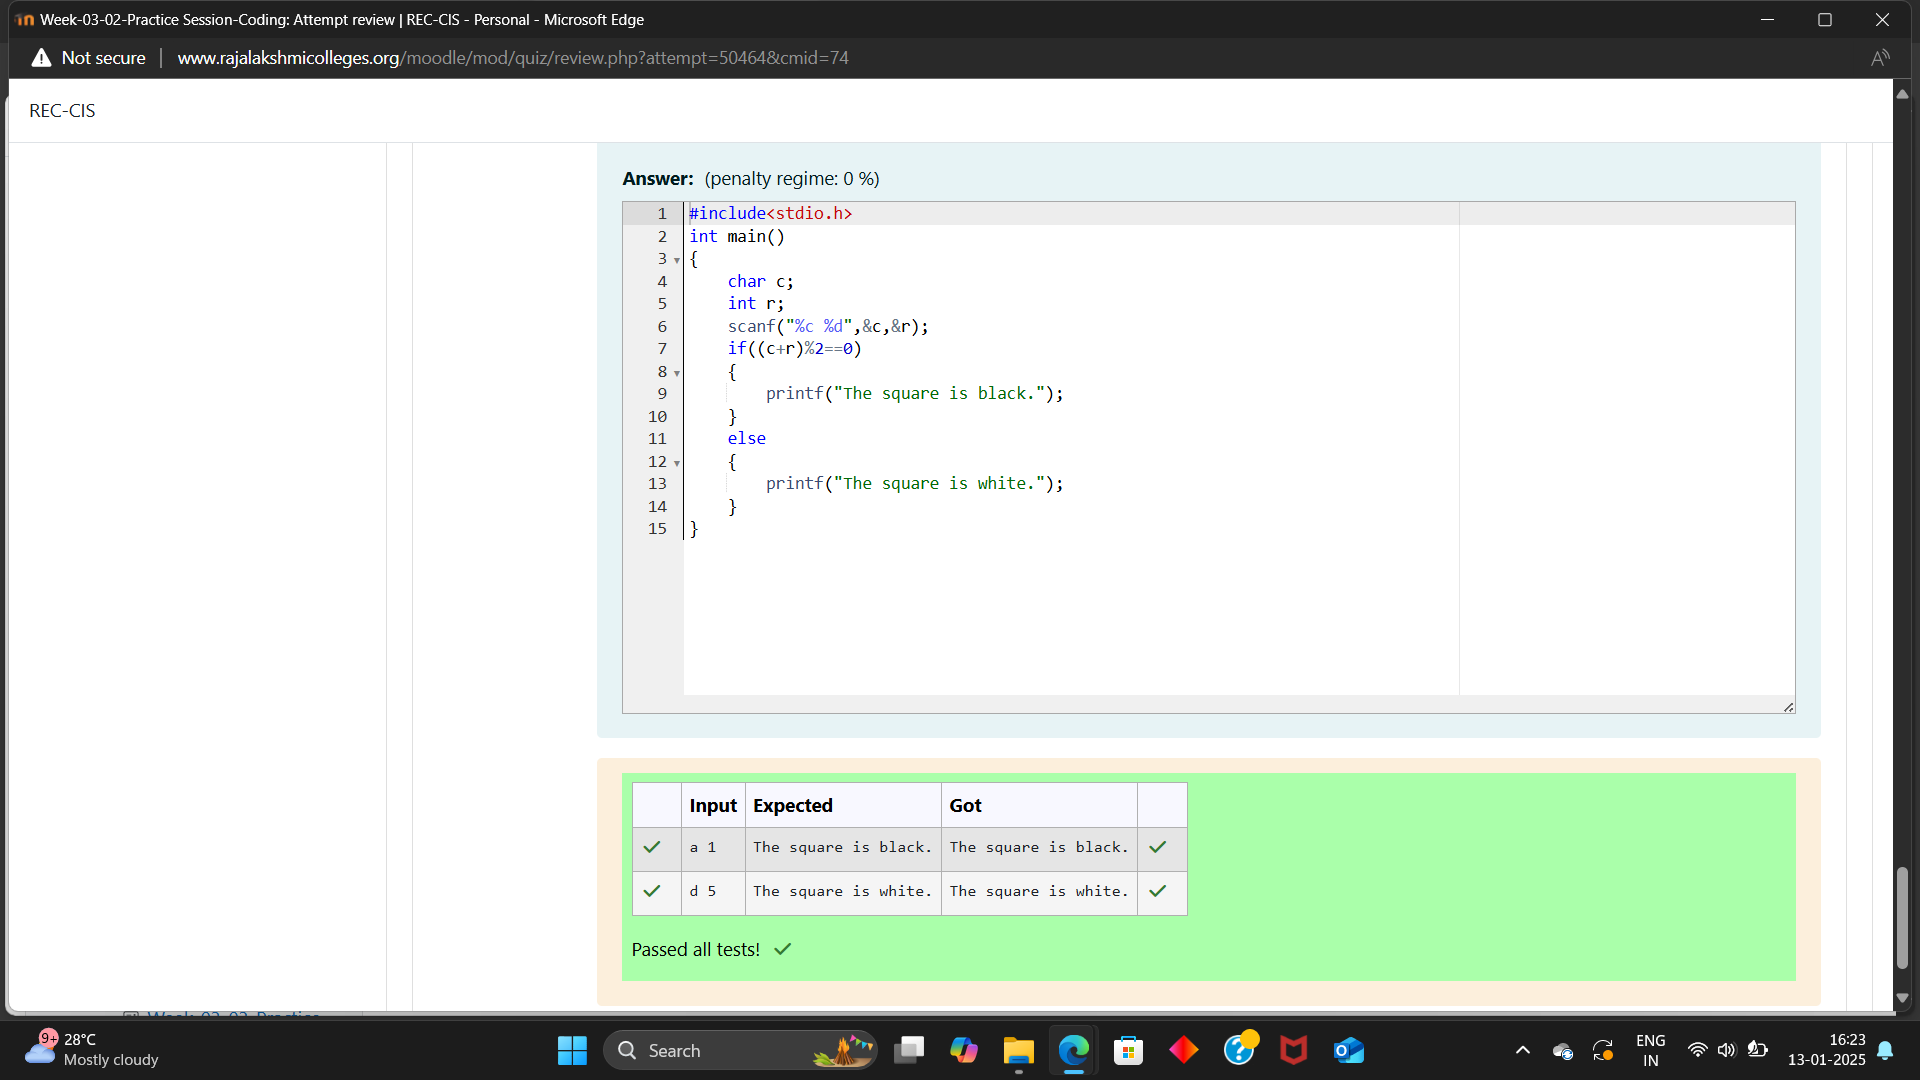 Week-03-02-Practice Session-Coding: Attempt review | REC-CIS - Personal - Microsoft Edge
Not secure | www.rajalakshmicolleges.org/moodle/mod/quiz/review.php?attempt=50464&cmid=74
REC-CIS
Answer: (penalty regime: 0 %)
1 #include<stdio.h>
2 int main()
3 {
4 char c;
5 int r;
6 scanf("%c %d",&c,&r);
7 if((c+r)%2==0)
8 {
9 printf("The square is black.");
10 }
11 else
12 {
13 printf("The square is white.");
14 }
15 }
Input Expected Got
a 1 The square is black. The square is black.
d 5 The square is white. The square is white.
Passed all tests!
9+ 28°C
Mostly cloudy
Search
ENG
IN
16:23
13-01-2025